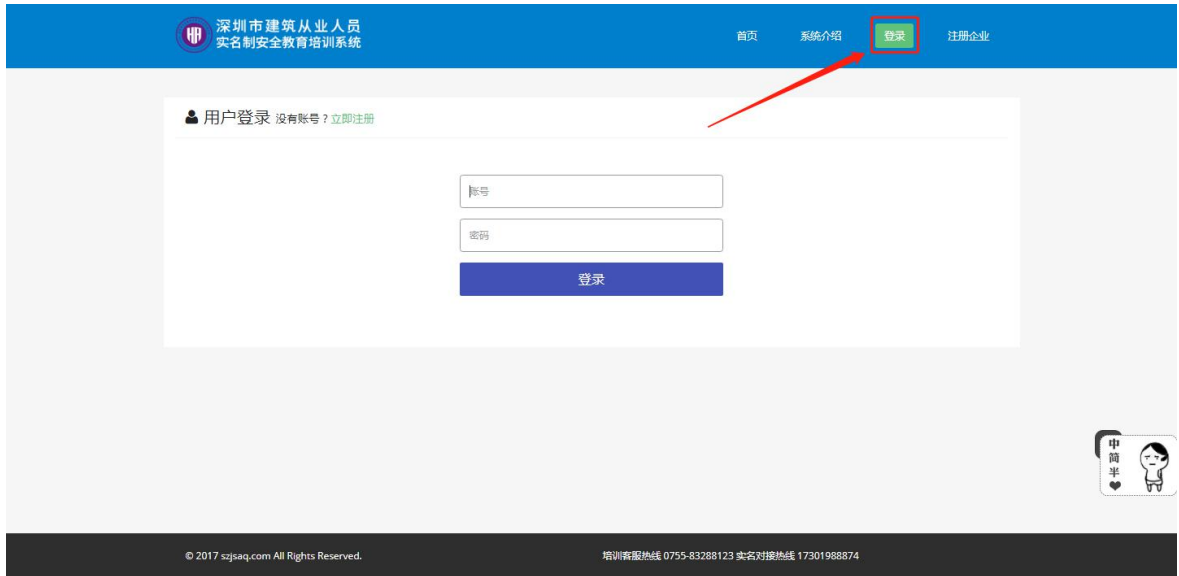 深圳市建筑从业人员
实名制安全教育培训系统
首页 系统介绍 登录 注册企业
用户登录 没有账号？立即注册
账号
密码
登录
中
简
半
© 2017 szjsaq.com All Rights Reserved.
培训客服热线 0755-83288123 实名对接热线 17301988874